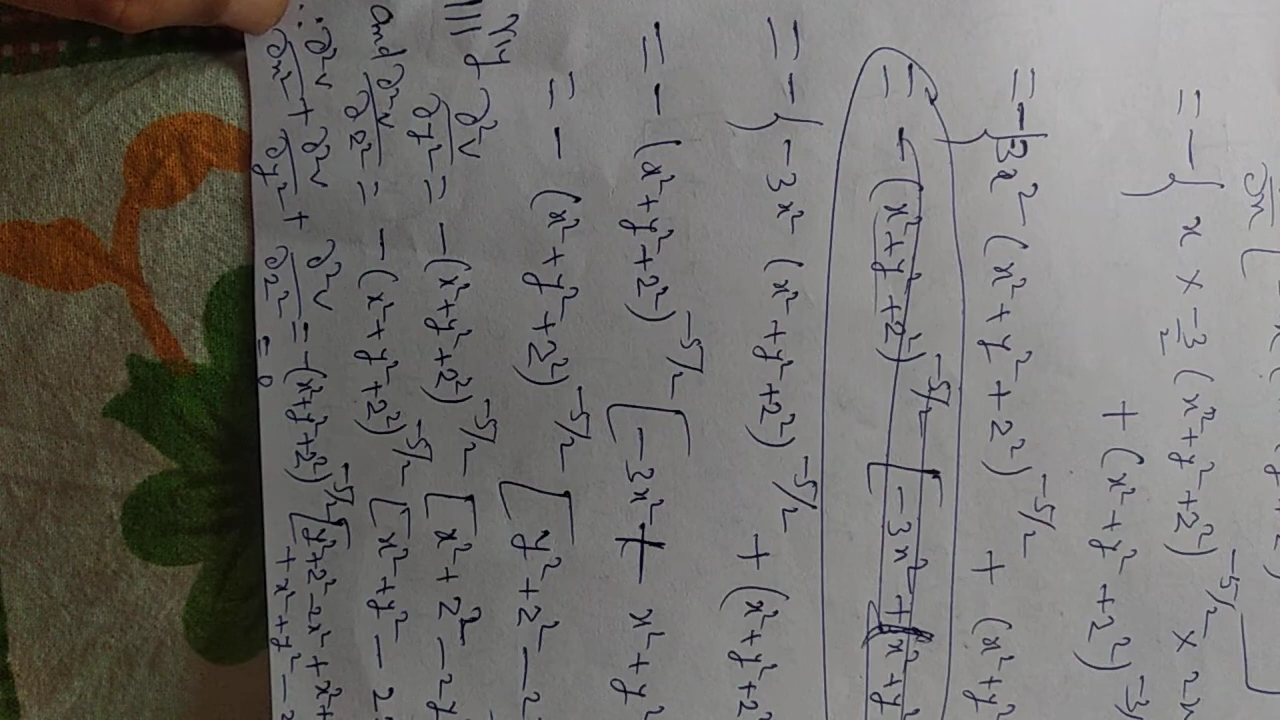 ∂x {
= -{ x × -3/2 (x²+y²+z²)^-5/2 × 2x
+ (x²+y²+z²)^-3/
= -{3x² (x²+y²+z²)^-5/2 + (x²+y²
= - (x²+y²+z²)^-5/2 [-3x²+(x²+y²
= -{ -3x² (x²+y²+z²)^-5/2 + (x²+y²+z²
= - (x²+y²+z²)^-5/2 [-3x² + x²+y²
= - (x²+y²+z²)^-5/2 [y²+z²-2
|||ly ∂²v/∂y² = - (x²+y²+z²)^-5/2 [x²+z²-2y
and ∂²v/∂z² = - (x²+y²+z²)^-5/2 [x²+y²-2
∴ ∂²v/∂x² + ∂²v/∂y² + ∂²v/∂z² = -(x²+y²+z²)^-5/2 [y²+z²-2x²+x²+
+x²+y²-2
= 0